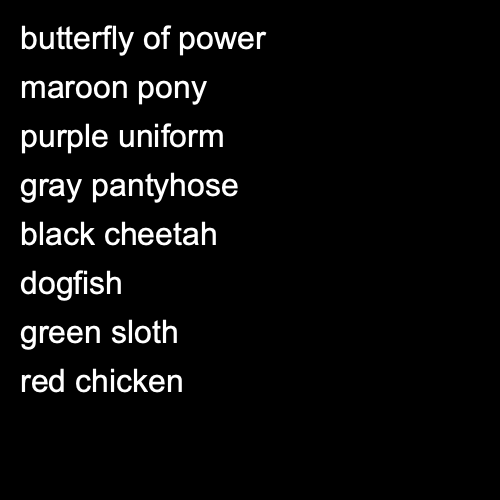 butterfly of power
maroon pony
purple uniform
gray pantyhose
black cheetah
dogfish
green sloth
red chicken